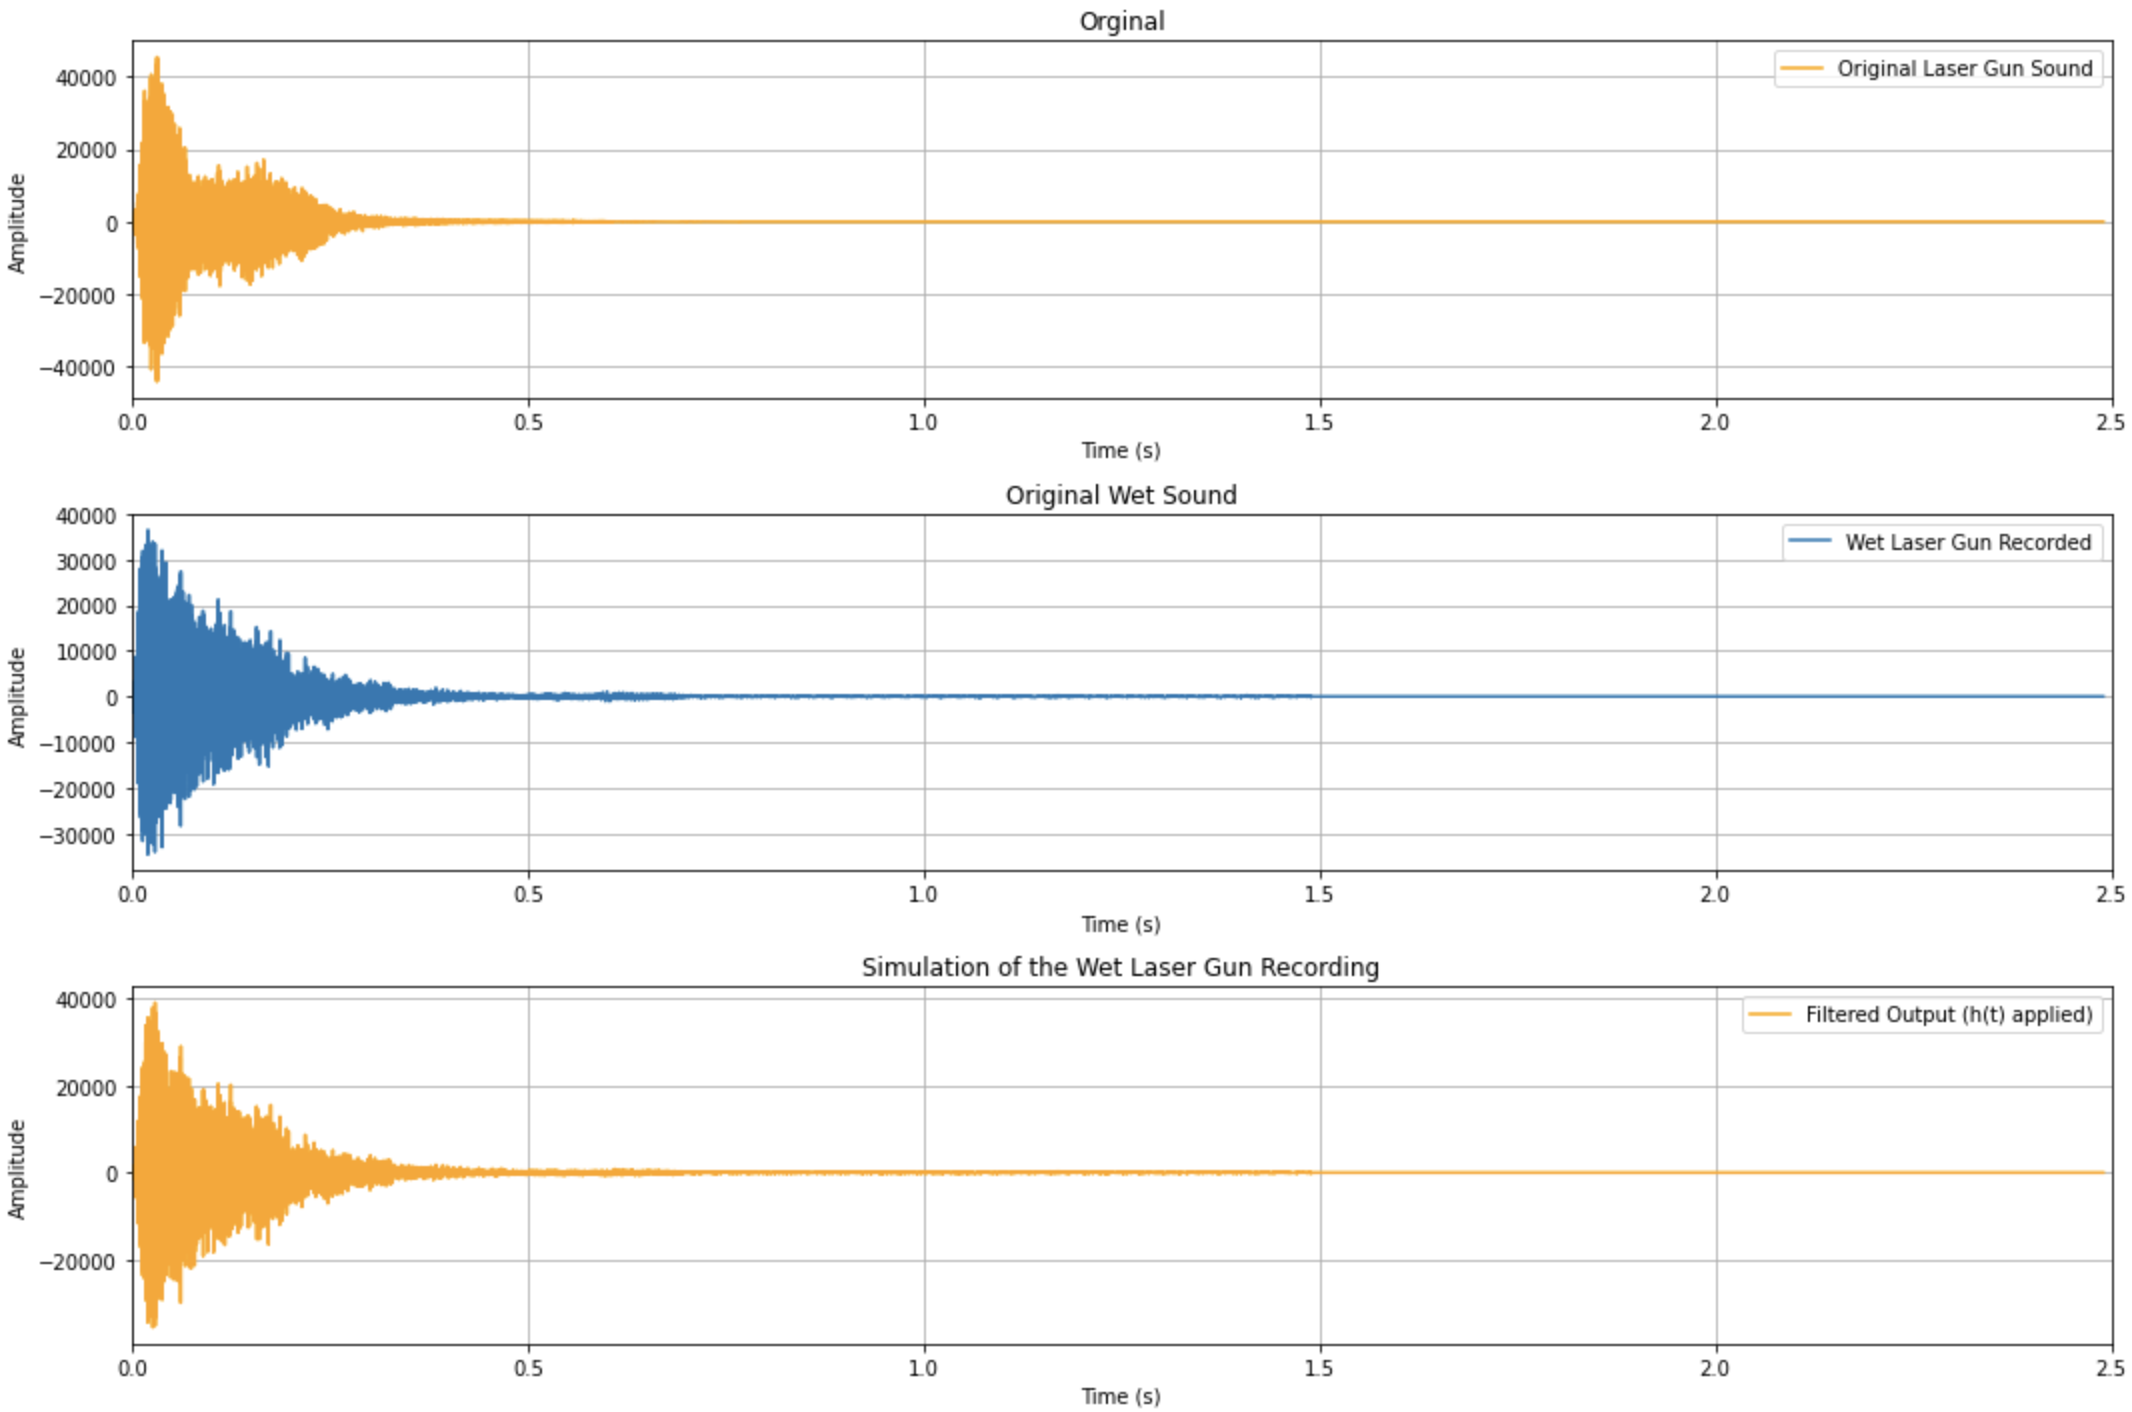 Orginal
Original Laser Gun Sound
40000
20000
0
−20000
−40000
Amplitude
0.0 0.5 1.0 1.5 2.0 2.5
Time (s)
Original Wet Sound
Wet Laser Gun Recorded
40000
30000
20000
10000
0
−10000
−20000
−30000
Amplitude
0.0 0.5 1.0 1.5 2.0 2.5
Time (s)
Simulation of the Wet Laser Gun Recording
Filtered Output (h(t) applied)
40000
20000
0
−20000
Amplitude
0.0 0.5 1.0 1.5 2.0 2.5
Time (s)